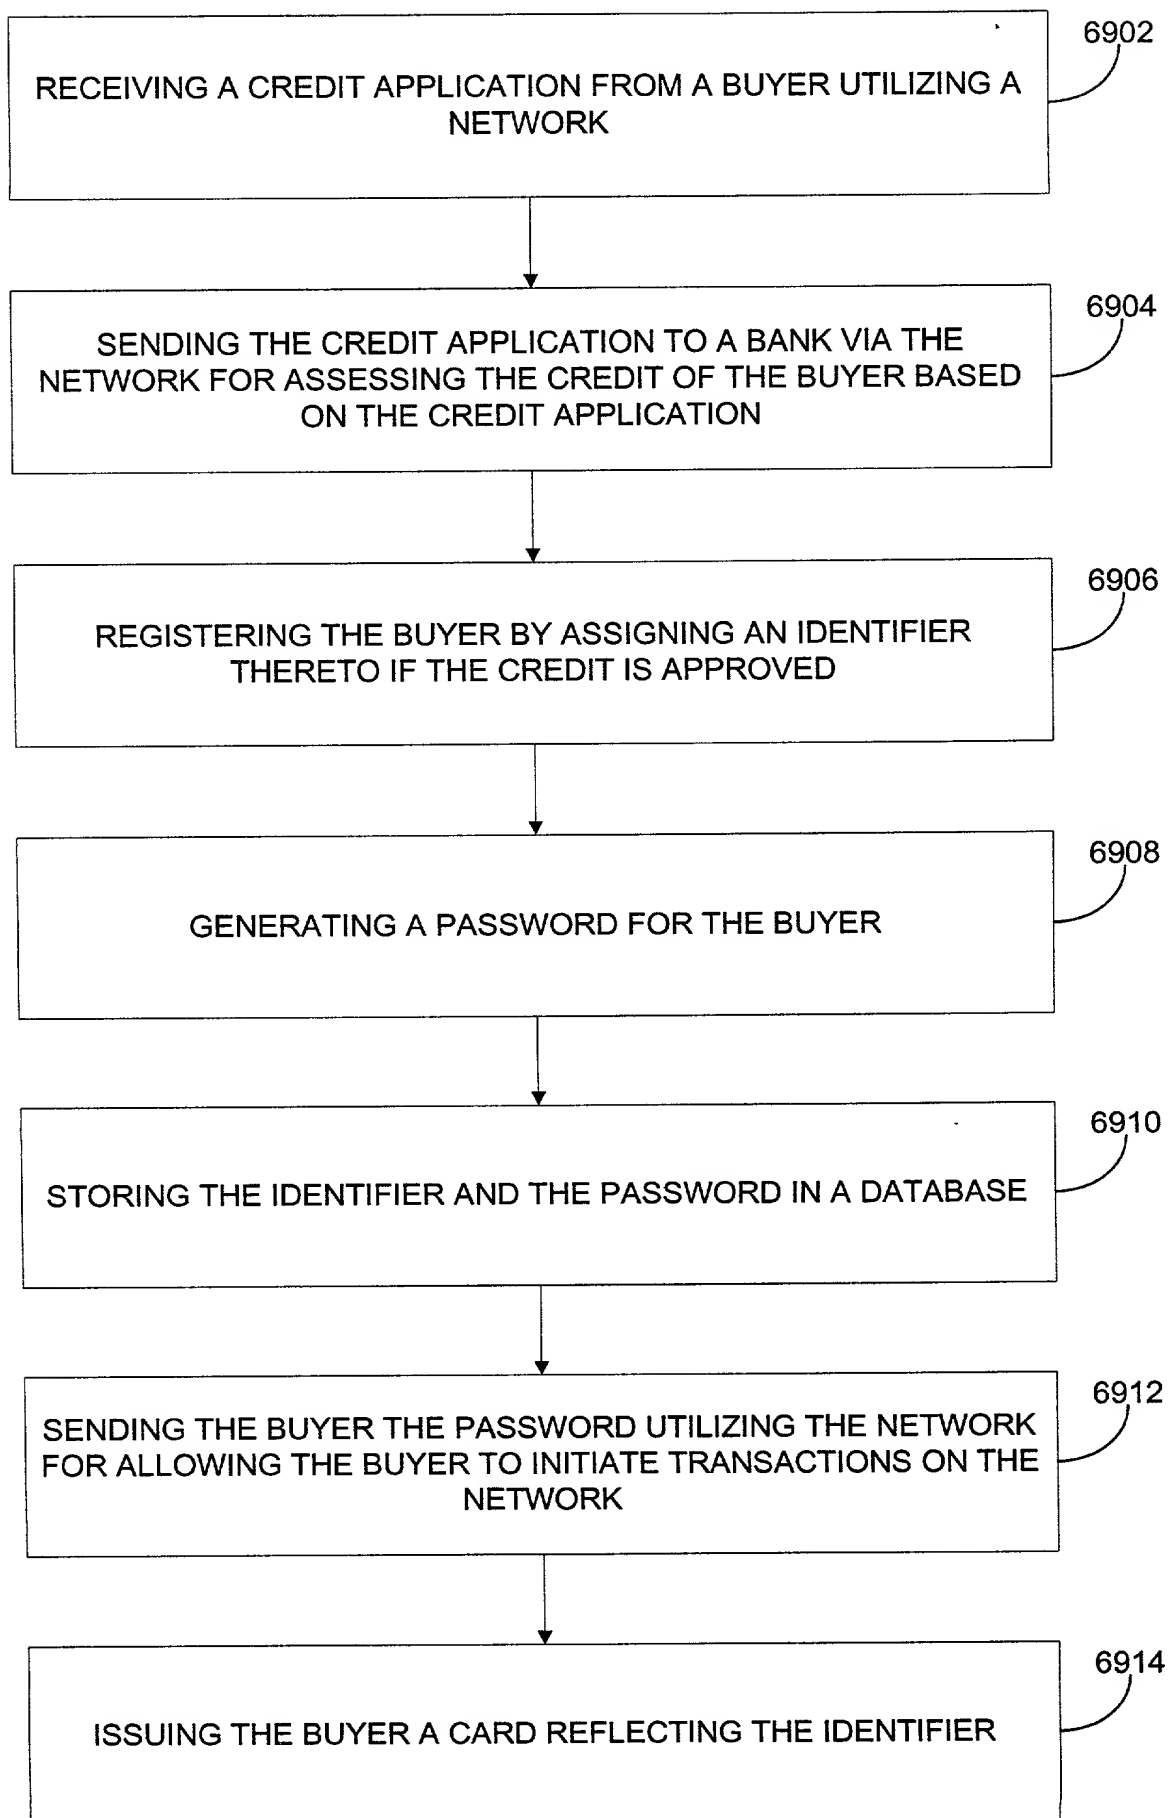 6902
RECEIVING A CREDIT APPLICATION FROM A BUYER UTILIZING A
NETWORK
6904
SENDING THE CREDIT APPLICATION TO A BANK VIA THE
NETWORK FOR ASSESSING THE CREDIT OF THE BUYER BASED
ON THE CREDIT APPLICATION
6906
REGISTERING THE BUYER BY ASSIGNING AN IDENTIFIER
THERETO IF THE CREDIT IS APPROVED
6908
GENERATING A PASSWORD FOR THE BUYER
6910
STORING THE IDENTIFIER AND THE PASSWORD IN A DATABASE
6912
SENDING THE BUYER THE PASSWORD UTILIZING THE NETWORK
FOR ALLOWING THE BUYER TO INITIATE TRANSACTIONS ON THE
NETWORK
6914
ISSUING THE BUYER A CARD REFLECTING THE IDENTIFIER